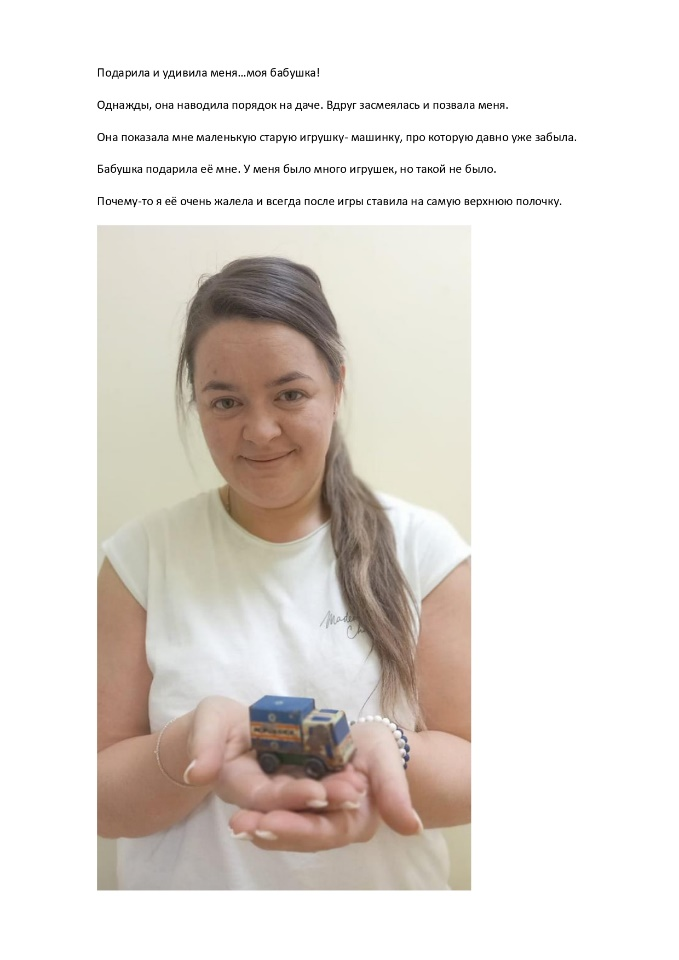 Подарила и удивила меня…моя бабушка!
Однажды, она наводила порядок на даче. Вдруг засмеялась и позвала меня.
Она показала мне маленькую старую игрушку- машинку, про которую давно уже забыла.
Бабушка подарила её мне. У меня было много игрушек, но такой не было.
Почему-то я её очень жалела и всегда после игры ставила на самую верхнюю полочку.